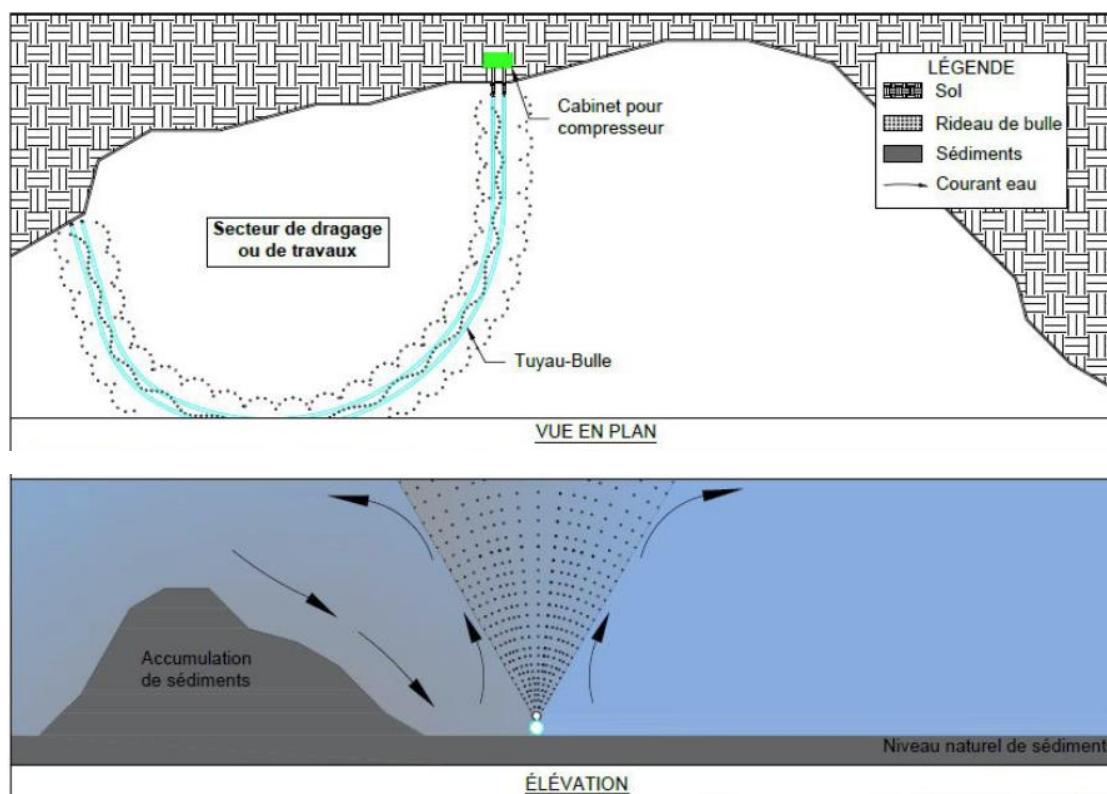 LÉGENDE
Sol
Rideau de bulle
Sédiments
Courant eau
Cabinet pour
compresseur
Secteur de dragage
ou de travaux
Tuyau-Bulle
VUE EN PLAN
Accumulation
de sédiments
Niveau naturel de sédiment
ÉLÉVATION